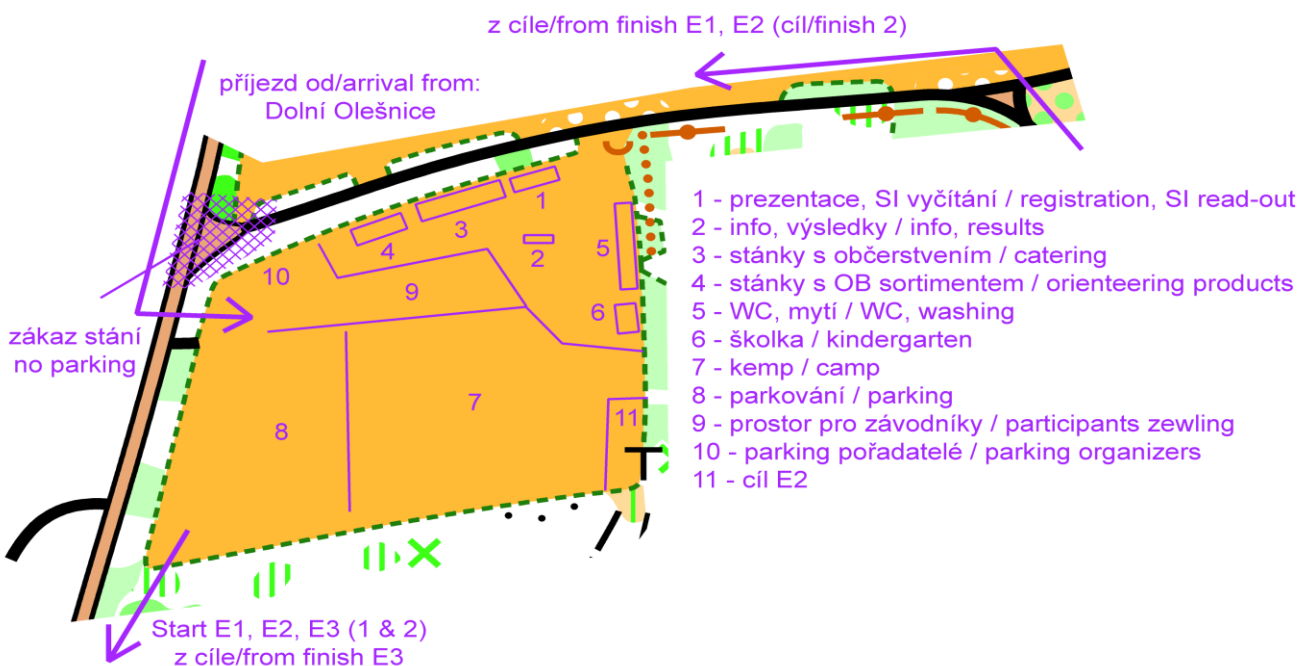 z cíle/from finish E1, E2 (cíl/finish 2)
příjezd od/arrival from:
Dolní Olešnice
1 - prezentace, SI vyčítání / registration, SI read-out
2 - info, výsledky / info, results
3 - stánky s občerstvením / catering
4 - stánky s OB sortimentem / orienteering products
5 - WC, mytí / WC, washing
6 - školka / kindergarten
7 - kemp / camp
8 - parkování / parking
9 - prostor pro závodníky / participants zewling
10 - parking pořadatelé / parking organizers
11 - cíl E2
1
3
4
2
5
10
9
6
zákaz stání
no parking
7
8
11
Start E1, E2, E3 (1 & 2)
z cíle/from finish E3